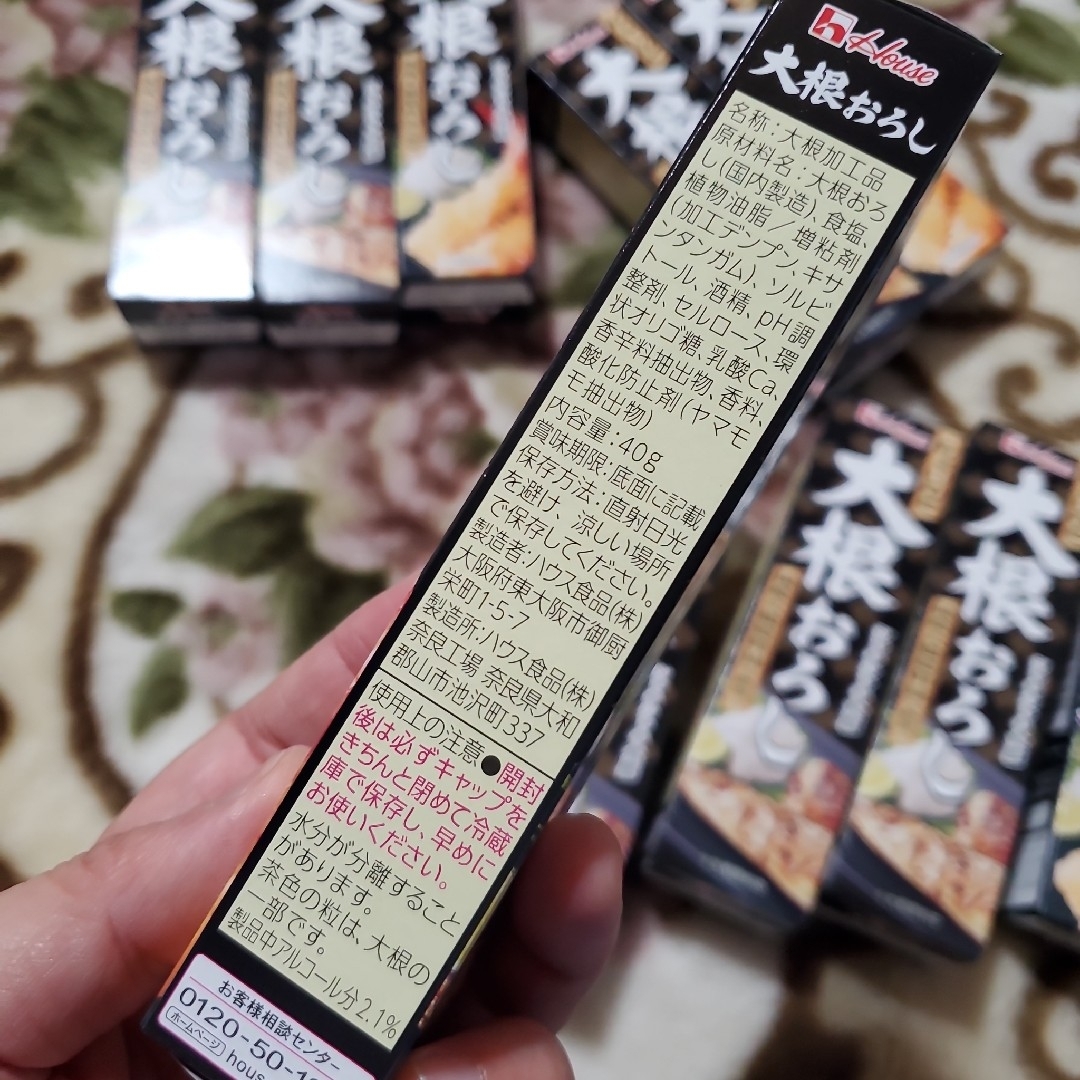 House
大根おろし
名称:大根加工品
原材料名:大根おろ
し(国内製造)、食塩、
植物油脂/増粘剤
(加工デンプン、キサ
ンタンガム)、ソルビ
トール、酒精、pH調
整剤、セルロース、環
状オリゴ糖、乳酸Ca、
香辛料抽出物、香料、
酸化防止剤(ヤマモ
モ抽出物)
内容量:40g
賞味期限:底面に記載
保存方法:直射日光
を避け、涼しい場所
で保存してください。
製造者:ハウス食品(株)
大阪府東大阪市御厨
栄町1-5-7
製造所:ハウス食品(株)
奈良工場 奈良県大和
郡山市池沢町337
使用上の注意●開封
後は必ずキャップを
きちんと閉めて冷蔵
庫で保存し、早めに
お使いください。
水分が分離すること
があります。
茶色の粒は、大根の
一部です。
製品中アルコール分2.1%
お客様相談センター
0120-50-1
ホームページ hous
大根おろし
大根おろし
大根おろし
大根おろし
大根おろし